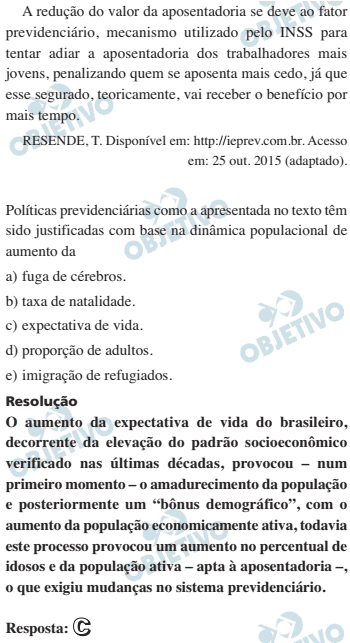 A redução do valor da aposentadoria se deve ao fator
previdenciário, mecanismo utilizado pelo INSS para
tentar adiar a aposentadoria dos trabalhadores mais
jovens, penalizando quem se aposenta mais cedo, já que
esse segurado, teoricamente, vai receber o benefício por
mais tempo.
RESENDE, T. Disponível em: http://ieprev.com.br. Acesso
em: 25 out. 2015 (adaptado).
Políticas previdenciárias como a apresentada no texto têm
sido justificadas com base na dinâmica populacional de
aumento da
a) fuga de cérebros.
b) taxa de natalidade.
c) expectativa de vida.
d) proporção de adultos.
e) imigração de refugiados.
Resolução
O aumento da expectativa de vida do brasileiro,
decorrente da elevação do padrão socioeconômico
verificado nas últimas décadas, provocou – num
primeiro momento – o amadurecimento da população
e posteriormente um “bônus demográfico”, com o
aumento da população economicamente ativa, todavia
este processo provocou um aumento no percentual de
idosos e da população ativa – apta à aposentadoria –,
o que exigiu mudanças no sistema previdenciário.
Resposta: C
OBJETIVO
OBJETIVO
OBJETIVO
OBJETIVO
OBJETIVO